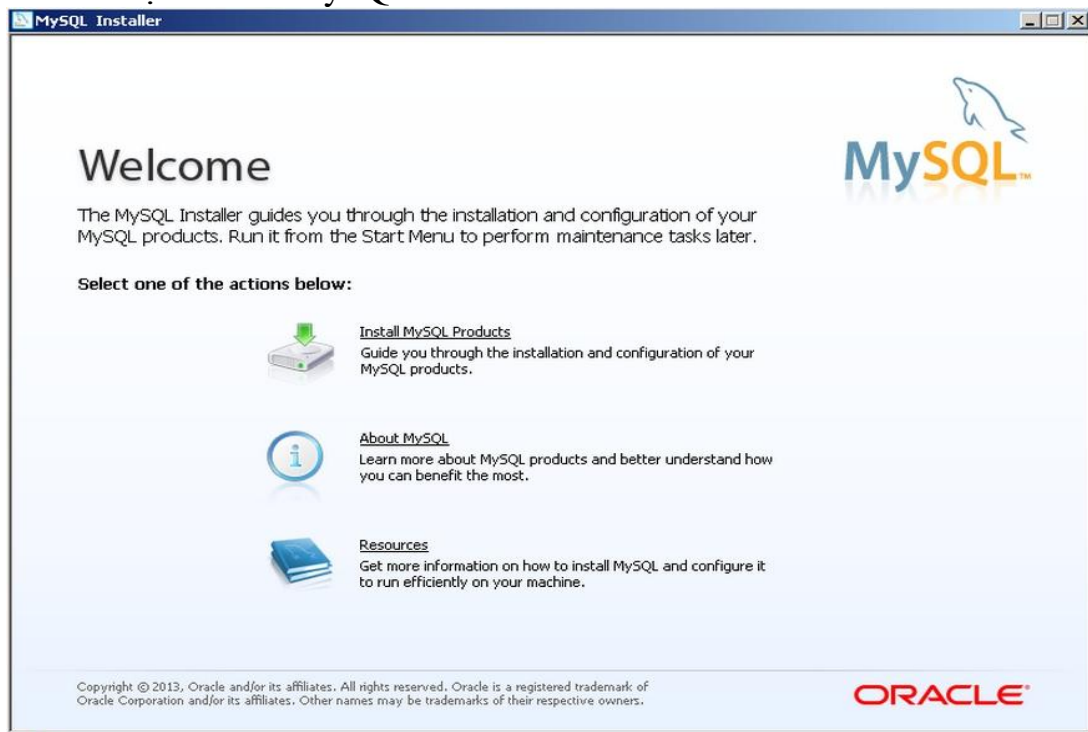 MySQL Installer
MySQL™
Welcome
The MySQL Installer guides you through the installation and configuration of your
MySQL products. Run it from the Start Menu to perform maintenance tasks later.
Select one of the actions below:
Install MySQL Products
Guide you through the installation and configuration of your
MySQL products.
About MySQL
Learn more about MySQL products and better understand how
you can benefit the most.
Resources
Get more information on how to install MySQL and configure it
to run efficiently on your machine.
Copyright © 2013, Oracle and/or its affiliates. All rights reserved. Oracle is a registered trademark of
Oracle Corporation and/or its affiliates. Other names may be trademarks of their respective owners.
ORACLE®